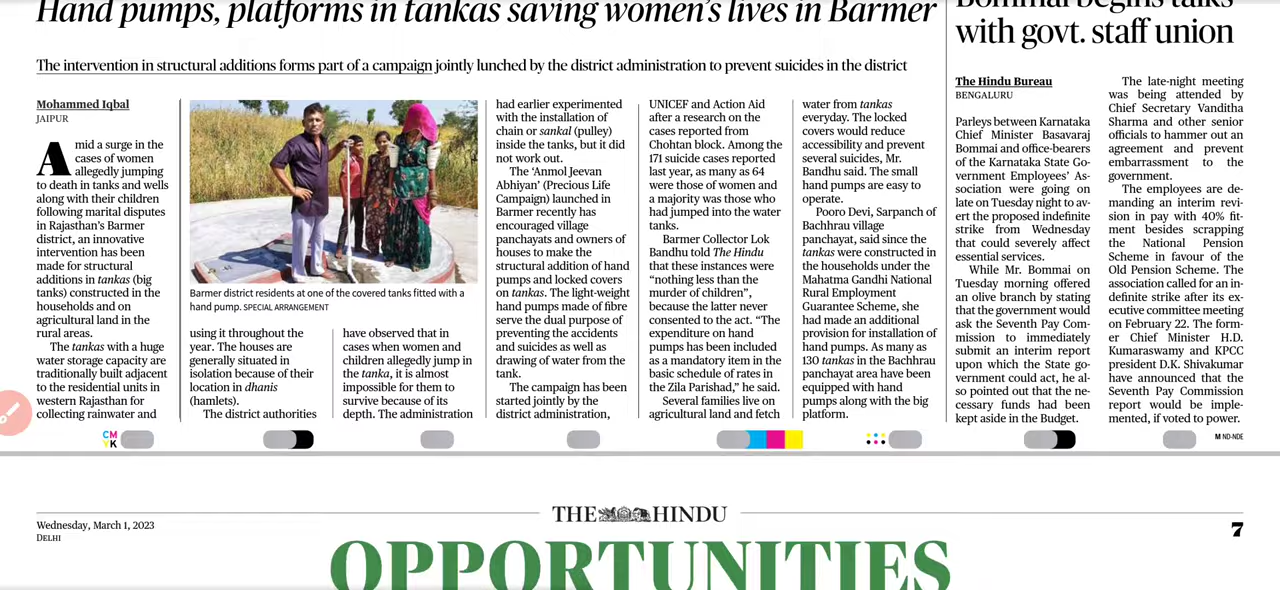 Hand pumps, platforms in tankas saving women's lives in Barmer
The intervention in structural additions forms part of a campaign jointly lunched by the district administration to prevent suicides in the district
Mohammed Iqbal
JAIPUR
Amid a surge in the
cases of women
allegedly jumping
to death in tanks and wells
along with their children
following marital disputes
in Rajasthan's Barmer
district, an innovative
intervention has been
made for structural
additions in tankas (big
tanks) constructed in the
households and on
agricultural land in the
rural areas.
The tankas with a huge
water storage capacity are
traditionally built adjacent
to the residential units in
western Rajasthan for
collecting rainwater and
Barmer district residents at one of the covered tanks fitted with a
hand pump. SPECIAL ARRANGEMENT
using it throughout the
year. The houses are
generally situated in
isolation because of their
location in dhanis
(hamlets).
The district authorities
have observed that in
cases when women and
children allegedly jump in
the tanka, it is almost
impossible for them to
survive because of its
depth. The administration
had earlier experimented
with the installation of
chain or sankal (pulley)
inside the tanks, but it did
not work out.
The 'Anmol Jeevan
Abhiyan' (Precious Life
Campaign) launched in
Barmer recently has
encouraged village
panchayats and owners of
houses to make the
structural addition of hand
pumps and locked covers
on tankas. The light-weight
hand pumps made of fibre
serve the dual purpose of
preventing the accidents
and suicides as well as
drawing of water from the
tank.
The campaign has been
started jointly by the
district administration,
UNICEF and Action Aid
after a research on the
cases reported from
Chohtan block. Among the
171 suicide cases reported
last year, as many as 64
were those of women and
a majority was those who
had jumped into the water
tanks.
Barmer Collector Lok
Bandhu told The Hindu
that these instances were
“nothing less than the
murder of children”,
because the latter never
consented to the act. “The
expenditure on hand
pumps has been included
as a mandatory item in the
basic schedule of rates in
the Zila Parishad,” he said.
Several families live on
agricultural land and fetch
water from tankas
everyday. The locked
covers would reduce
accessibility and prevent
several suicides, Mr.
Bandhu said. The small
hand pumps are easy to
operate.
Pooro Devi, Sarpanch of
Bachhrau village
panchayat, said since the
tankas were constructed in
the households under the
Mahatma Gandhi National
Rural Employment
Guarantee Scheme, she
had made an additional
provision for installation of
hand pumps. As many as
130 tankas in the Bachhrau
panchayat area have been
equipped with hand
pumps along with the big
platform.
Bommai begins talks
with govt. staff union
The Hindu Bureau
BENGALURU
Parleys between Karnataka
Chief Minister Basavaraj
Bommai and office-bearers
of the Karnataka State Go-
vernment Employees' As-
sociation were going on
late on Tuesday night to av-
ert the proposed indefinite
strike from Wednesday
that could severely affect
essential services.
While Mr. Bommai on
Tuesday morning offered
an olive branch by stating
that the government would
ask the Seventh Pay Com-
mission to immediately
submit an interim report
upon which the State go-
vernment could act, he al-
so pointed out that the ne-
cessary funds had been
kept aside in the Budget.
The late-night meeting
was being attended by
Chief Secretary Vanditha
Sharma and other senior
officials to hammer out an
agreement and prevent
embarrassment to the
government.
The employees are de-
manding an interim revi-
sion in pay with 40% fit-
ment besides scrapping
the National Pension
Scheme in favour of the
Old Pension Scheme. The
association called for an in-
definite strike after its ex-
ecutive committee meeting
on February 22. The form-
er Chief Minister H.D.
Kumaraswamy and KPCC
president D.K. Shivakumar
have announced that the
Seventh Pay Commission
report would be imple-
mented, if voted to power.
CM
YK
M ND-NDE
Wednesday, March 1, 2023
DELHI
THE HINDU
7
OPPORTUNITIES